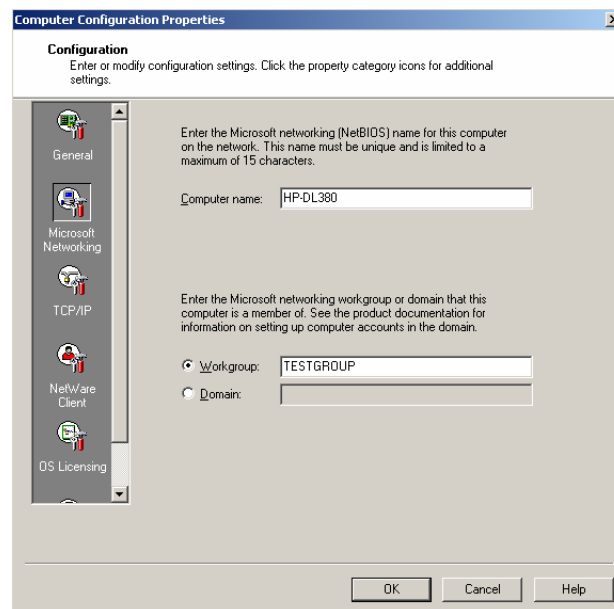 Computer Configuration Properties
Configuration
Enter or modify configuration settings. Click the property category icons for additional
settings.
General
Microsoft
Networking
TCP/IP
NetWare
Client
OS Licensing
Enter the Microsoft networking (NetBIOS) name for this computer
on the network. This name must be unique and is limited to a
maximum of 15 characters.
Computer name: HP-DL380
Enter the Microsoft networking workgroup or domain that this
computer is a member of. See the product documentation for
information on setting up computer accounts in the domain.
Workgroup: TESTGROUP
Domain:
OK Cancel Help